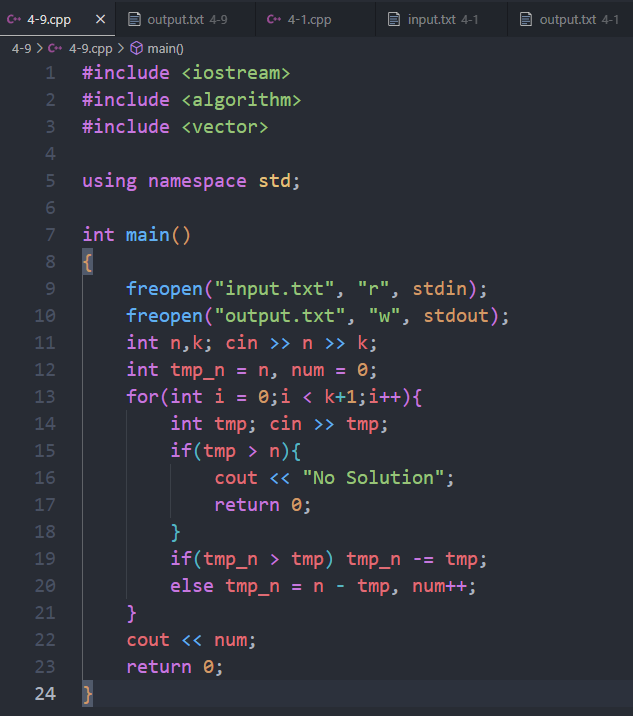 4-9.cpp × output.txt 4-9 4-1.cpp input.txt 4-1 output.txt 4-1
4-9 > 4-9.cpp > main()
1 #include <iostream>
2 #include <algorithm>
3 #include <vector>
4
5 using namespace std;
6
7 int main()
8 {
9 freopen("input.txt", "r", stdin);
10 freopen("output.txt", "w", stdout);
11 int n,k; cin >> n >> k;
12 int tmp_n = n, num = 0;
13 for(int i = 0;i < k+1;i++){
14 int tmp; cin >> tmp;
15 if(tmp > n){
16 cout << "No Solution";
17 return 0;
18 }
19 if(tmp_n > tmp) tmp_n -= tmp;
20 else tmp_n = n - tmp, num++;
21 }
22 cout << num;
23 return 0;
24 }